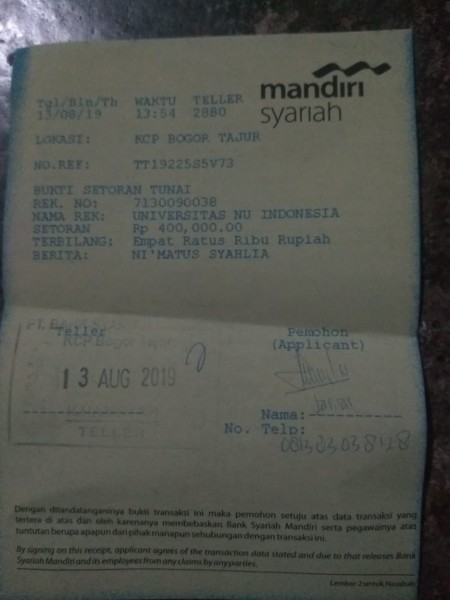 mandiri
syariah
Tgl/Bln/Th WAKTU TELLER
13/08/19 13:54 2880
LOKASI: KCP BOGOR TAJUR
NO.REF: TT19225S5V73
BUKTI SETORAN TUNAI
REK. NO: 7130090038
NAMA REK: UNIVERSITAS NU INDONESIA
SETORAN Rp 400,000.00
TERBILANG: Empat Ratus Ribu Rupiah
BERITA: NI'MATUS SYAHLIA
Teller Pemohon
(Applicant)
KCP Bogor Tajur
13 AUG 2019
TELLER
Nama:
No. Telp:
Dengan ditandatanganinya bukti transaksi ini maka pemohon setuju atas data transaksi yang
tertera di atas dan oleh karenanya membebaskan Bank Syariah Mandiri serta pegawainya atas
tuntutan berupa apapun dari pihak manapun sehubungan dengan transaksi ini.
By signing on this receipt, applicant agrees of the transaction data stated and due to that releases Bank
Syariah Mandiri and its employees from any claims by any parties.
Lembar 2 untuk Nasabah